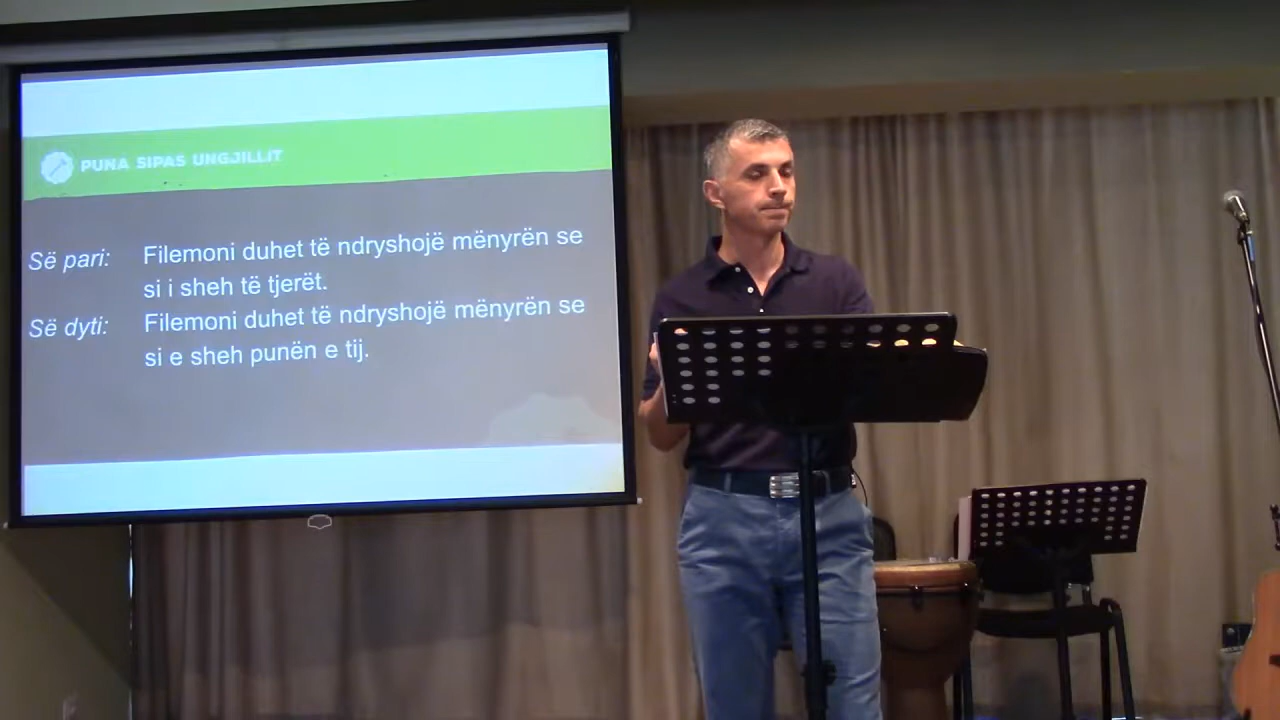 PUNA SIPAS UNGJILLIT
Së pari: Filemoni duhet të ndryshojë mënyrën se
si i sheh të tjerët.
Së dyti: Filemoni duhet të ndryshojë mënyrën se
si e sheh punën e tij.